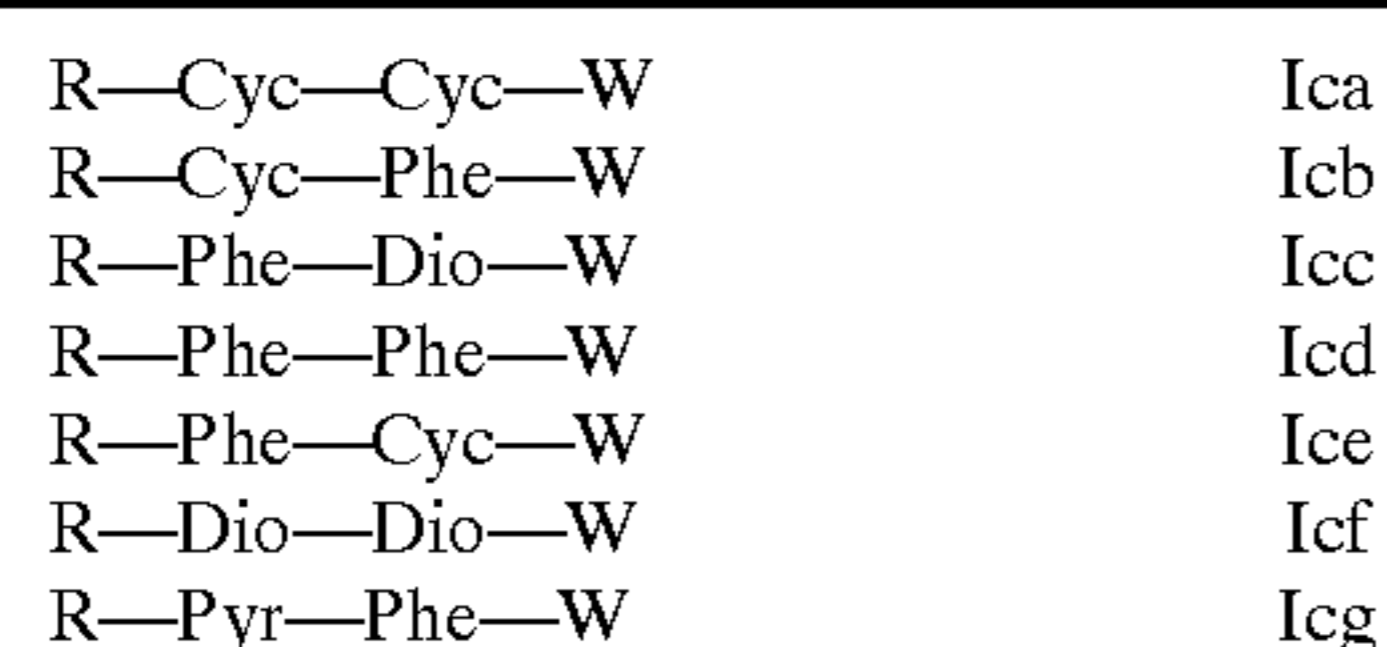 R—Cyc—Cyc—W Ica
R—Cyc—Phe—W Icb
R—Phe—Dio—W Icc
R—Phe—Phe—W Icd
R—Phe—Cyc—W Ice
R—Dio—Dio—W Icf
R—Pyr—Phe—W Icg